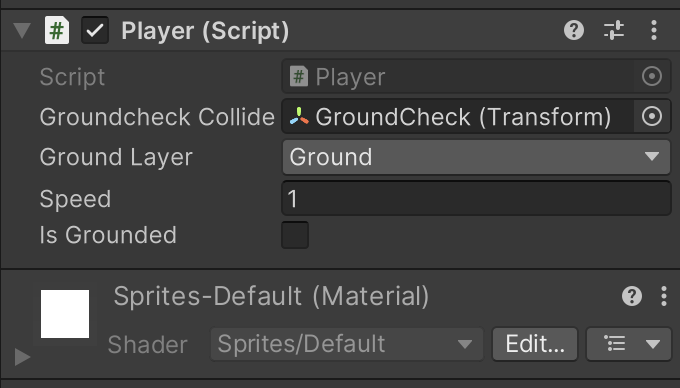 Player (Script)
Script Player
Groundcheck Collide GroundCheck (Transform)
Ground Layer Ground
Speed 1
Is Grounded
Sprites-Default (Material)
Shader Sprites/Default Edit...